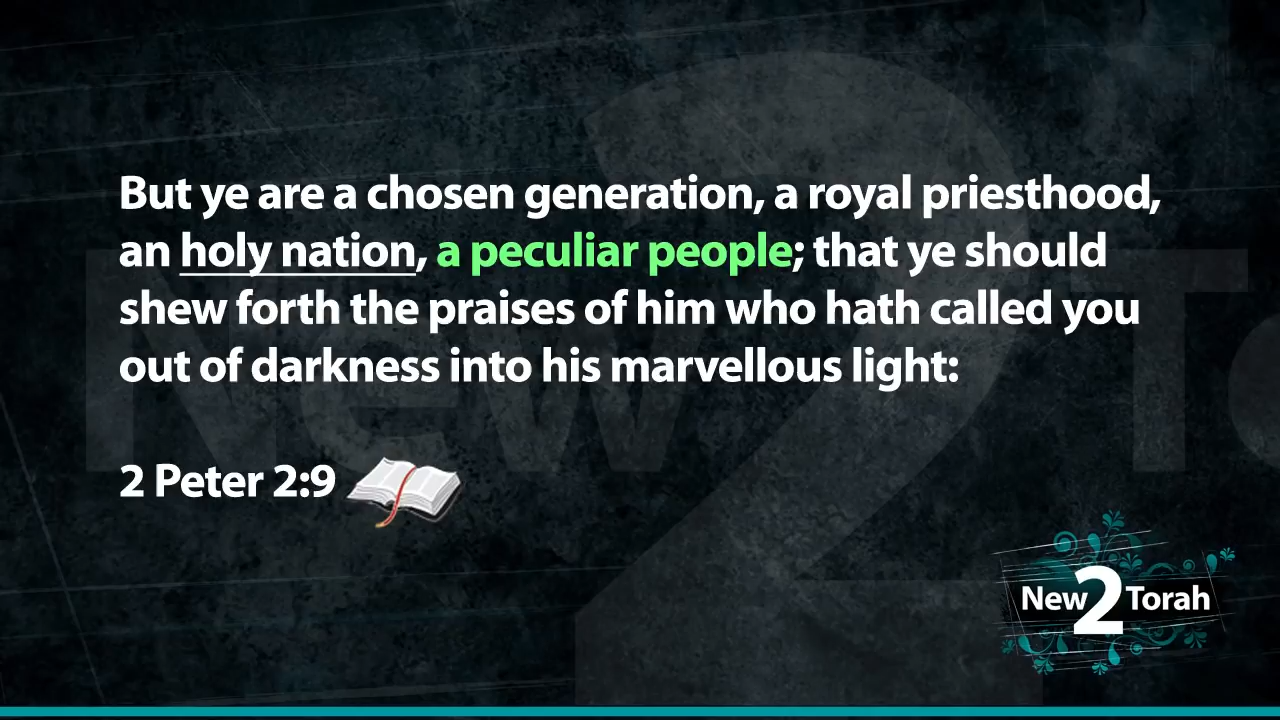 But ye are a chosen generation, a royal priesthood,
an holy nation, a peculiar people; that ye should
shew forth the praises of him who hath called you
out of darkness into his marvellous light:
2 Peter 2:9
New2Torah
New 2 To